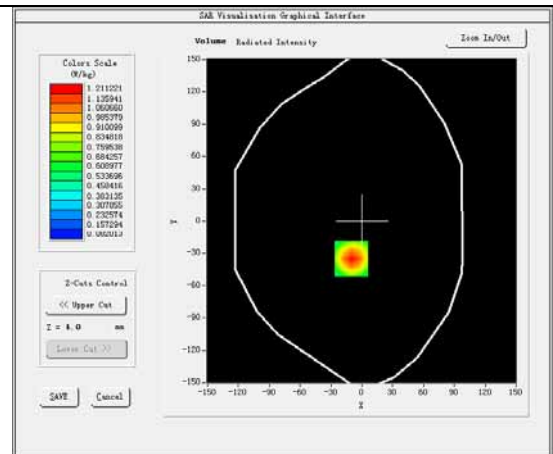 SAR Visualisation Graphical Interface
Volume Radiated Intensity
Zoom In/Out
Colors Scale
(W/kg)
1.211221
1.135941
1.060660
0.985379
0.910099
0.834818
0.759538
0.684257
0.608977
0.533696
0.458416
0.383135
0.307855
0.232574
0.157294
0.082013
150
120
90
60
30
0
-30
-60
-90
-120
-150
Y
-150 -120 -90 -60 -30 0 30 60 90 120 150
X
Z-Cuts Control
<< Upper Cut
Z = 4.0 mm
Lower Cut >>
SAVE Cancel